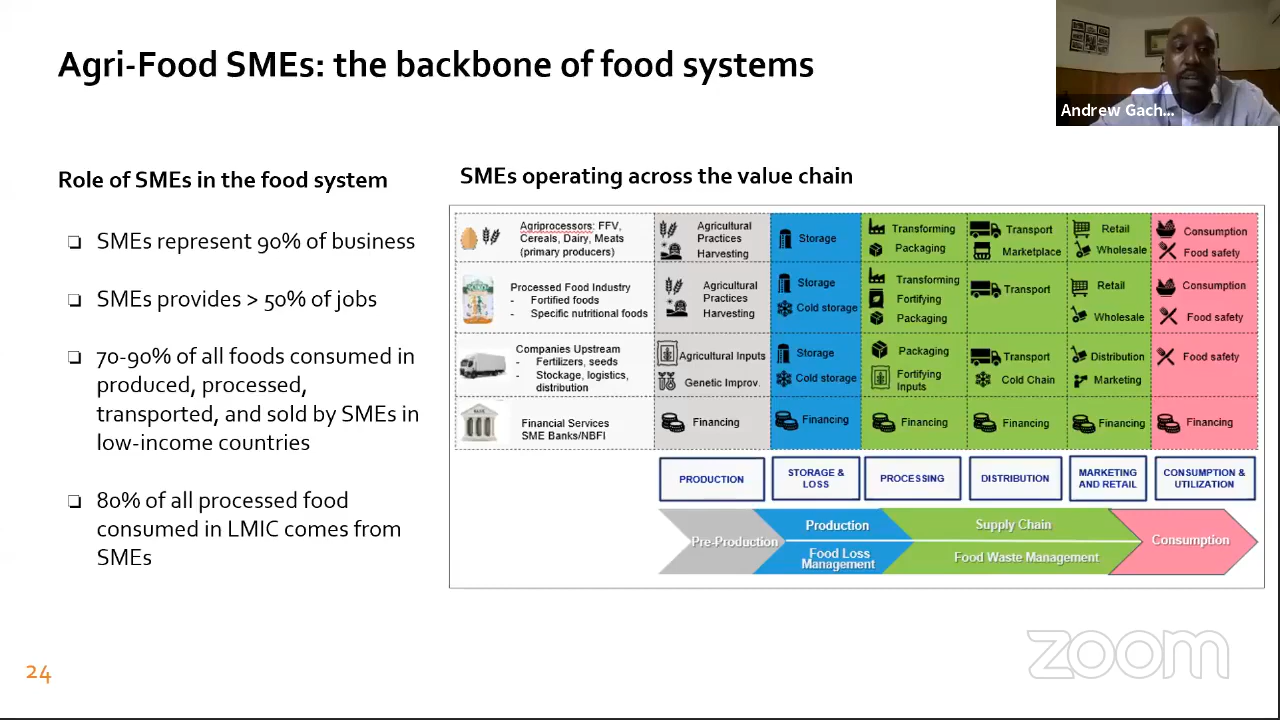 Agri-Food SMEs: the backbone of food systems
Andrew Gach...
Role of SMEs in the food system
❏ SMEs represent 90% of business
❏ SMEs provides > 50% of jobs
❏ 70-90% of all foods consumed in
produced, processed,
transported, and sold by SMEs in
low-income countries
❏ 80% of all processed food
consumed in LMIC comes from
SMEs
SMEs operating across the value chain
Agriprocessors: FFV,
Cereals, Dairy, Meats
(primary producers)
Agricultural
Practices
Harvesting
Storage
Transforming
Packaging
Transport
Marketplace
Retail
Wholesale
Consumption
Food safety
Processed Food Industry
- Fortified foods
- Specific nutritional foods
Agricultural
Practices
Harvesting
Storage
Cold storage
Transforming
Fortifying
Packaging
Transport
Retail
Wholesale
Consumption
Food safety
Companies Upstream
- Fertilizers, seeds
- Stockage, logistics,
distribution
Agricultural Inputs
Genetic Improv.
Storage
Cold storage
Packaging
Fortifying
Inputs
Transport
Cold Chain
Distribution
Marketing
Food safety
Financial Services
SME Banks/NBFI
Financing
Financing
Financing
Financing
Financing
Financing
PRODUCTION
STORAGE &
LOSS
PROCESSING
DISTRIBUTION
MARKETING
AND RETAIL
CONSUMPTION &
UTILIZATION
Pre-Production
Production
Food Loss
Management
Supply Chain
Food Waste Management
Consumption
24
zoom